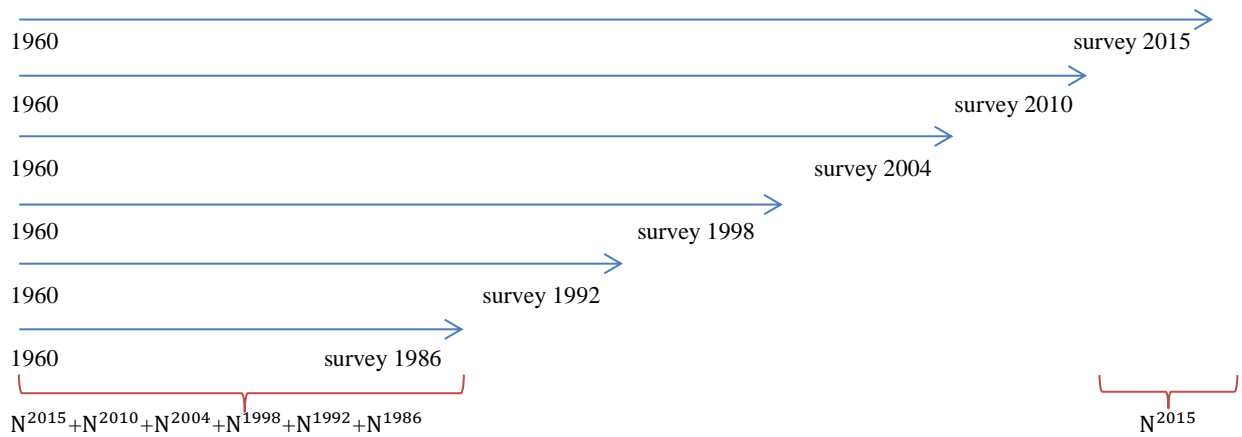 1960 survey 2015
1960 survey 2010
1960 survey 2004
1960 survey 1998
1960 survey 1992
1960 survey 1986
N²⁰¹⁵+N²⁰¹⁰+N²⁰⁰⁴+N¹⁹⁹⁸+N¹⁹⁹²+N¹⁹⁸⁶ N²⁰¹⁵